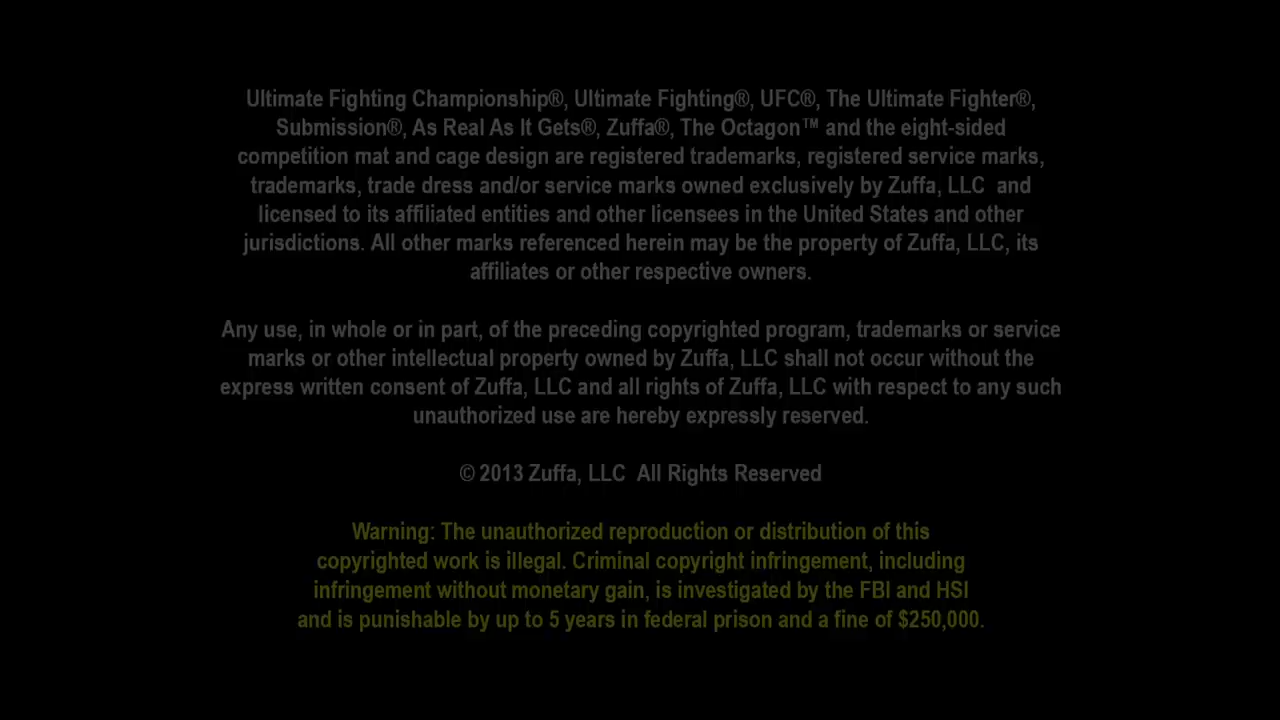 Ultimate Fighting Championship®, Ultimate Fighting®, UFC®, The Ultimate Fighter®,
Submission®, As Real As It Gets®, Zuffa®, The Octagon™ and the eight-sided
competition mat and cage design are registered trademarks, registered service marks,
trademarks, trade dress and/or service marks owned exclusively by Zuffa, LLC  and
licensed to its affiliated entities and other licensees in the United States and other
jurisdictions. All other marks referenced herein may be the property of Zuffa, LLC, its
affiliates or other respective owners.
Any use, in whole or in part, of the preceding copyrighted program, trademarks or service
marks or other intellectual property owned by Zuffa, LLC shall not occur without the
express written consent of Zuffa, LLC and all rights of Zuffa, LLC with respect to any such
unauthorized use are hereby expressly reserved.
© 2013 Zuffa, LLC  All Rights Reserved
Warning: The unauthorized reproduction or distribution of this
copyrighted work is illegal. Criminal copyright infringement, including
infringement without monetary gain, is investigated by the FBI and HSI
and is punishable by up to 5 years in federal prison and a fine of $250,000.